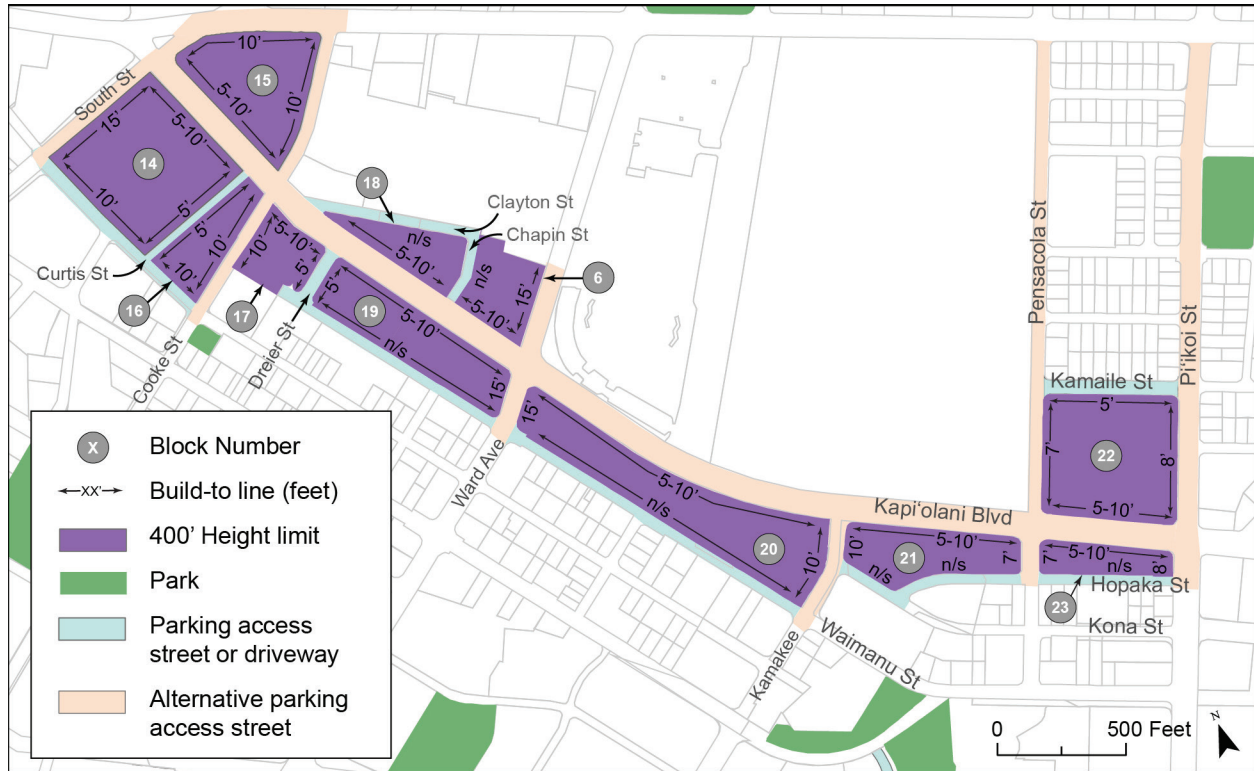 South St
10'
15
5-10'
10'
15'
5-10'
14
10'
5'
Curtis St
5'
10'
10'
16
Cooke St
5-10'
10'
5'
17
Dreier St
18
n/s
5-10'
Clayton St
Chapin St
n/s
15'
5-10'
6
5'
19
5-10'
n/s
15'
Ward Ave
15'
5-10'
n/s
20
10'
Kamakee
Waimanu St
Kapi‘olani Blvd
10'
5-10'
21
7'
n/s
Pensacola St
Pi‘ikoi St
Kamaile St
5'
7'
22
8'
5-10'
7'
5-10'
n/s
8'
Hopaka St
23
Kona St
X
Block Number
XX'
Build-to line (feet)
400' Height limit
Park
Parking access
street or driveway
Alternative parking
access street
0
500 Feet
N